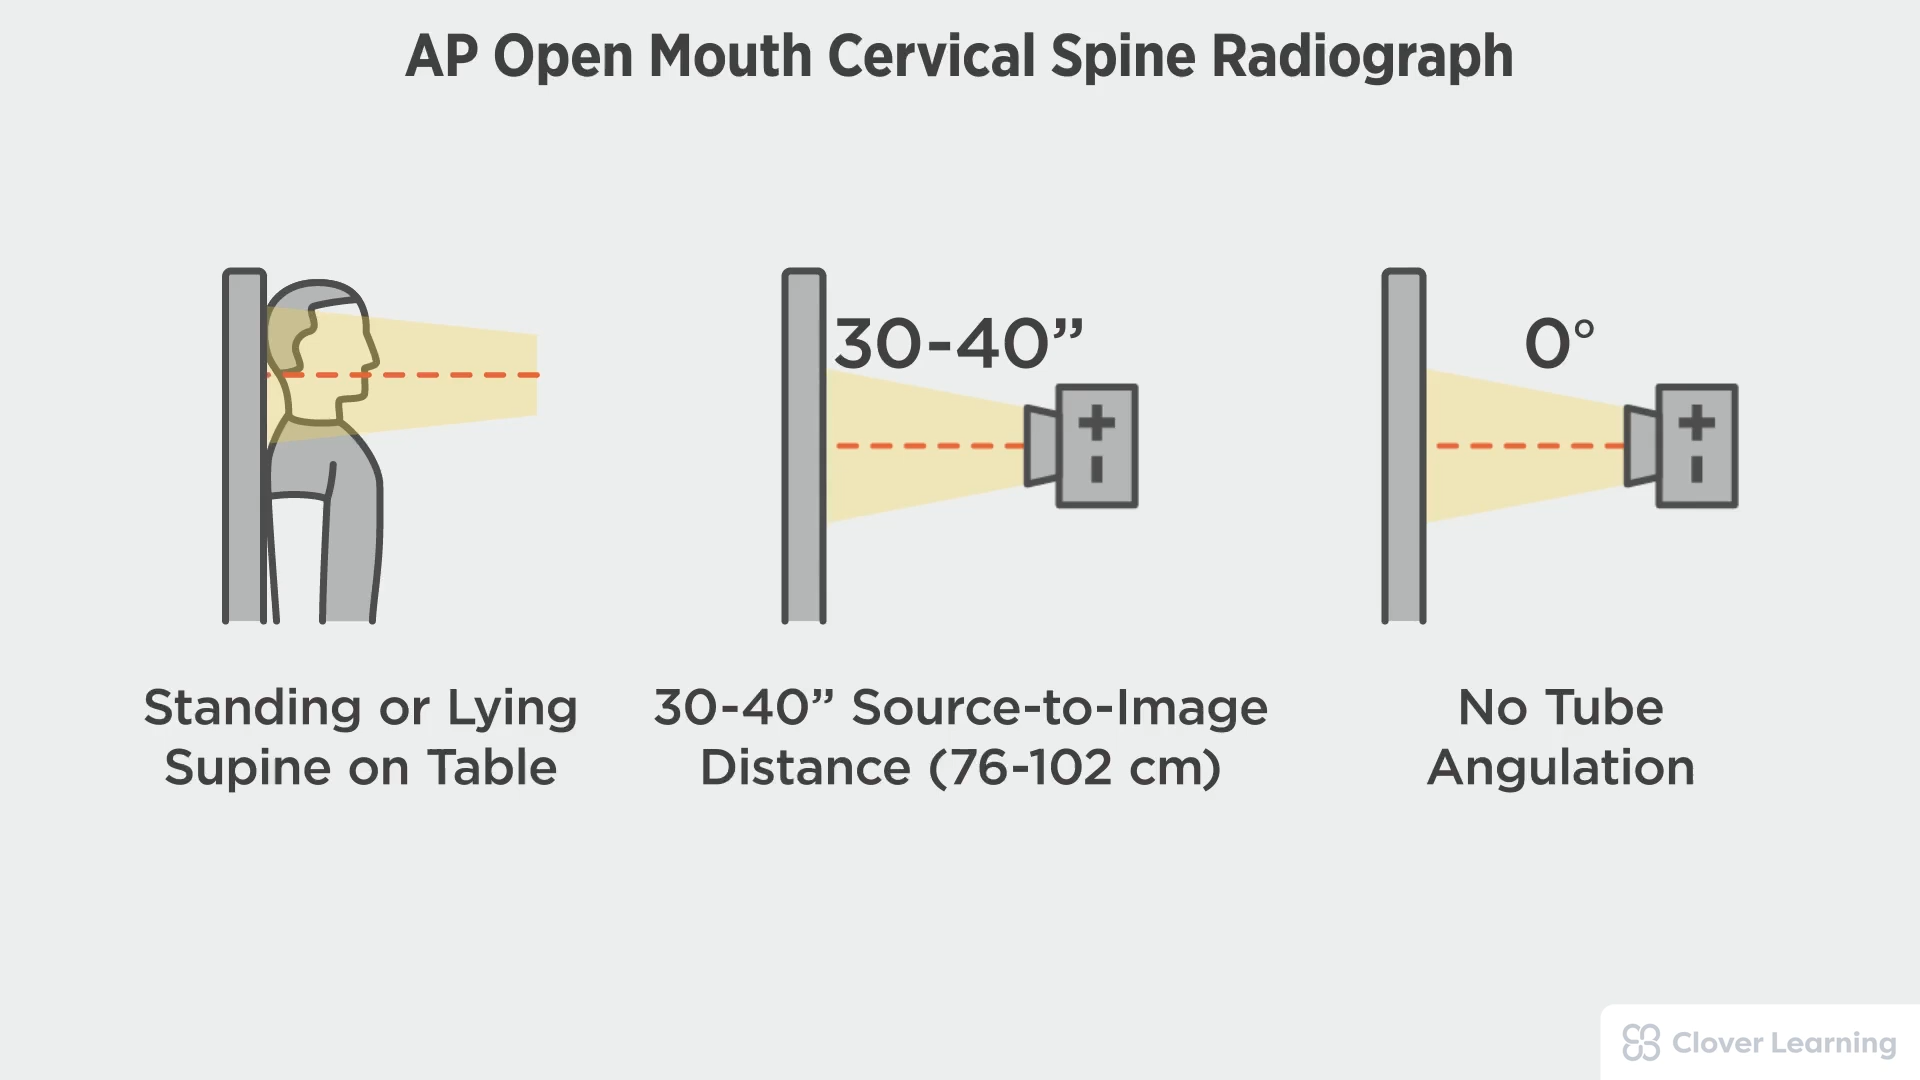 AP Open Mouth Cervical Spine Radiograph
30-40”
0°
+
-
+
-
Standing or Lying
Supine on Table
30-40” Source-to-Image
Distance (76-102 cm)
No Tube
Angulation
Clover Learning